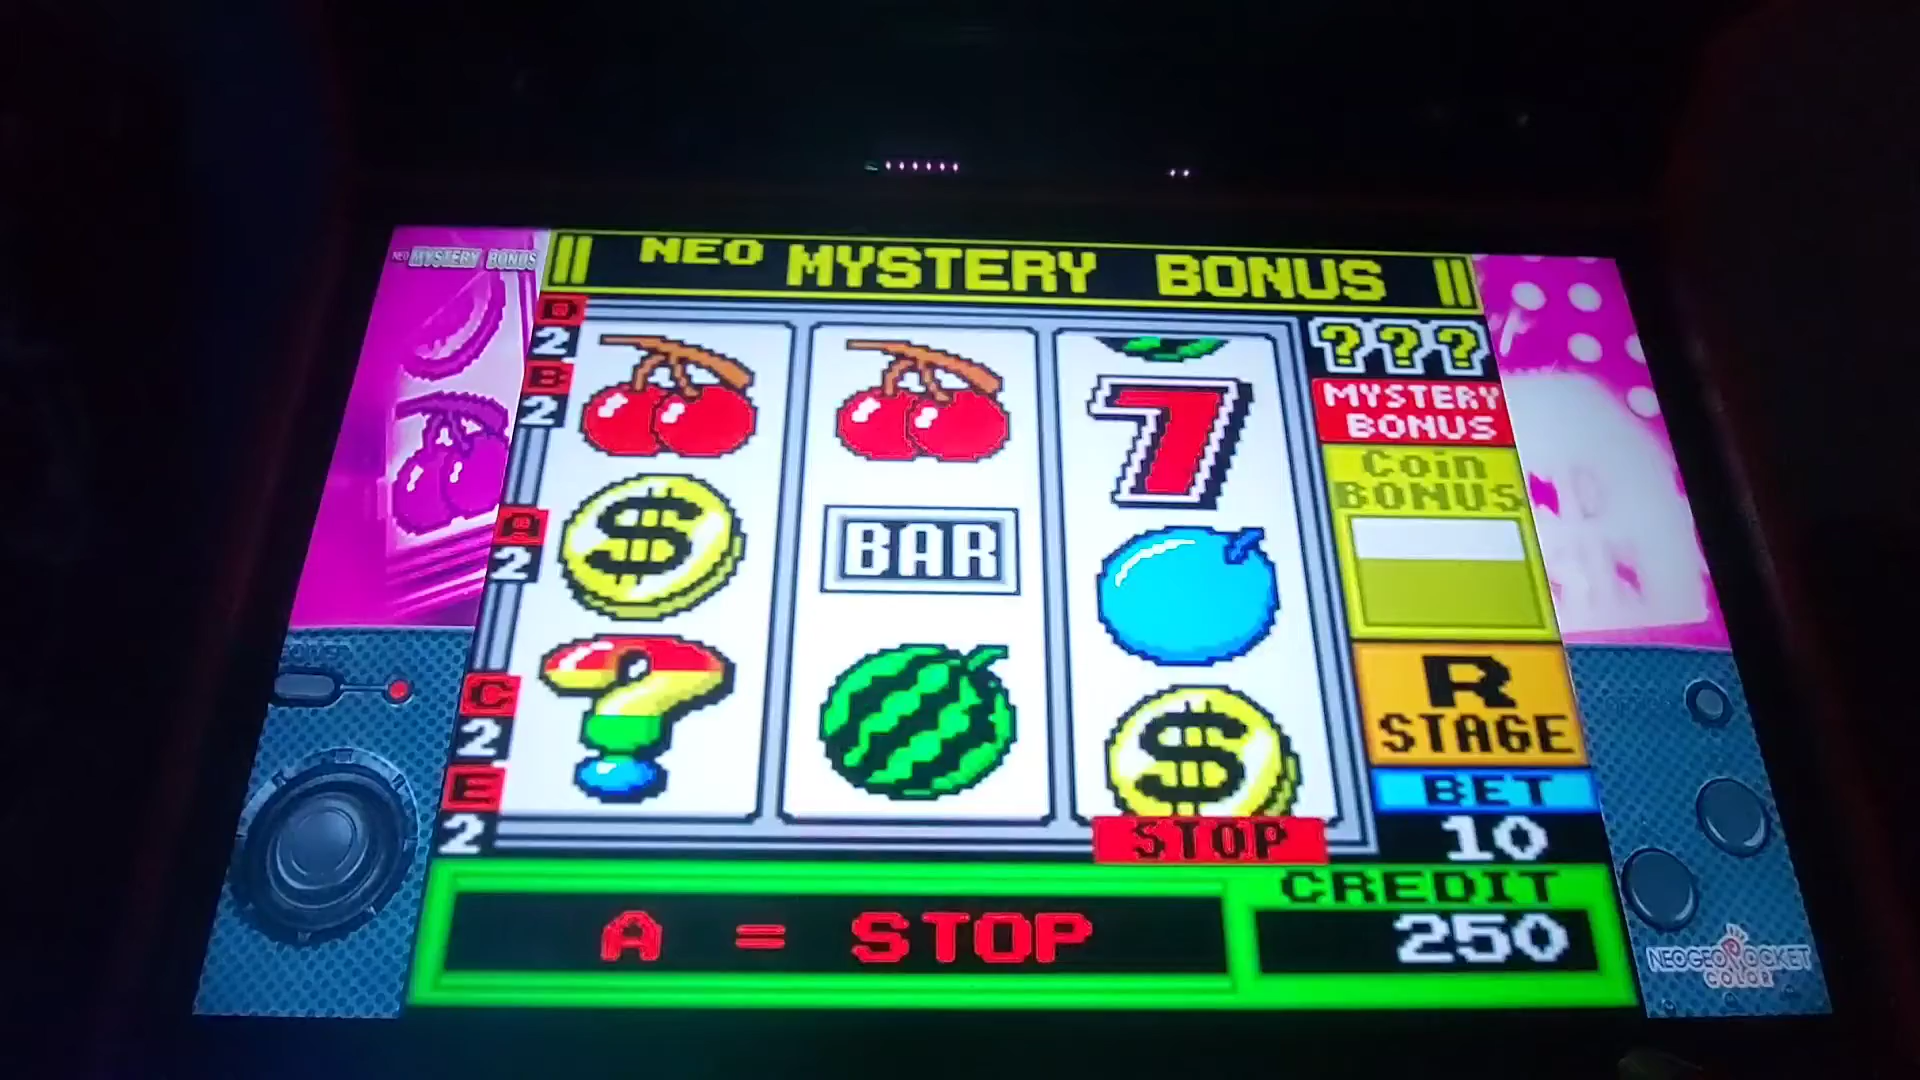 NEO MYSTERY BONUS
NEO MYSTERY BONUS
D
2
B
2
A
2
C
2
E
2
7
$
BAR
?
$
STOP
???
MYSTERY
BONUS
Coin
BONUS
R
STAGE
BET
10
CREDIT
250
A = STOP
NEOGEO POCKET
COLOR